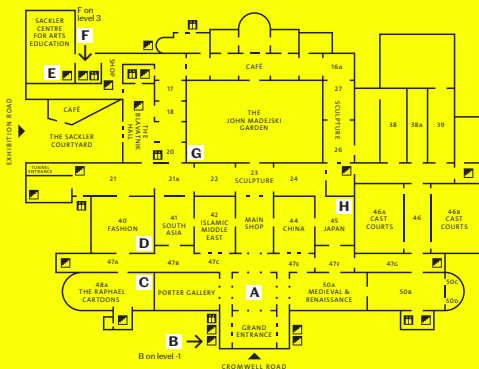 F on
level 3
SACKLER
CENTRE
FOR ARTS
EDUCATION
F
E
SHOP
CAFÉ
16A
17
27
CAFÉ
THE SACKLER
COURTYARD
EXHIBITION ROAD
18
THE
BLAVATNIK
HALL
THE
JOHN MADEJSKI
GARDEN
SCULPTURE
38
38A
39
20
G
26
TUNNEL
ENTRANCE
21
21A
22
23
SCULPTURE
24
H
40
FASHION
41
SOUTH
ASIA
42
ISLAMIC
MIDDLE
EAST
MAIN
SHOP
44
CHINA
45
JAPAN
46A
CAST
COURTS
46
46B
CAST
COURTS
D
47A
47B
47C
47E
47F
47G
48A
THE RAPHAEL
CARTOONS
C
PORTER GALLERY
A
50A
MEDIEVAL &
RENAISSANCE
50B
50C
50D
B
B on level -1
GRAND
ENTRANCE
CROMWELL ROAD